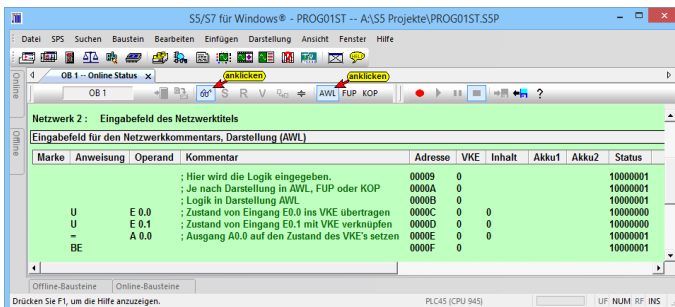 S5/S7 für Windows® - PROG01ST -- A:\S5 Projekte\PROG01ST.S5P
Datei SPS Suchen Baustein Bearbeiten Einfügen Darstellung Ansicht Fenster Hilfe
OB 1 -- Online Status x
anklicken anklicken
OB 1 S R V AWL FUP KOP ?
Online
Offline
Netzwerk 2 : Eingabefeld des Netzwerktitels
Eingabefeld für den Netzwerkkommentars, Darstellung (AWL)
Marke Anweisung Operand Kommentar Adresse VKE Inhalt Akku1 Akku2 Status
; Hier wird die Logik eingegeben. 00009 0 10000001
; Je nach Darstellung in AWL, FUP oder KOP 0000A 0 10000001
; Logik in Darstellung AWL 0000B 0 10000001
U E 0.0 ; Zustand von Eingang E0.0 ins VKE übertragen 0000C 0 0 10000000
U E 0.1 ; Zustand von Eingang E0.1 mit VKE verknüpfen 0000D 0 0 10000000
= A 0.0 ; Ausgang A0.0 auf den Zustand des VKE's setzen 0000E 0 0 10000001
BE 0000F 0 10000001
Offline-Bausteine Online-Bausteine
Drücken Sie F1, um die Hilfe anzuzeigen. PLC45 (CPU 945) UF NUM RF INS